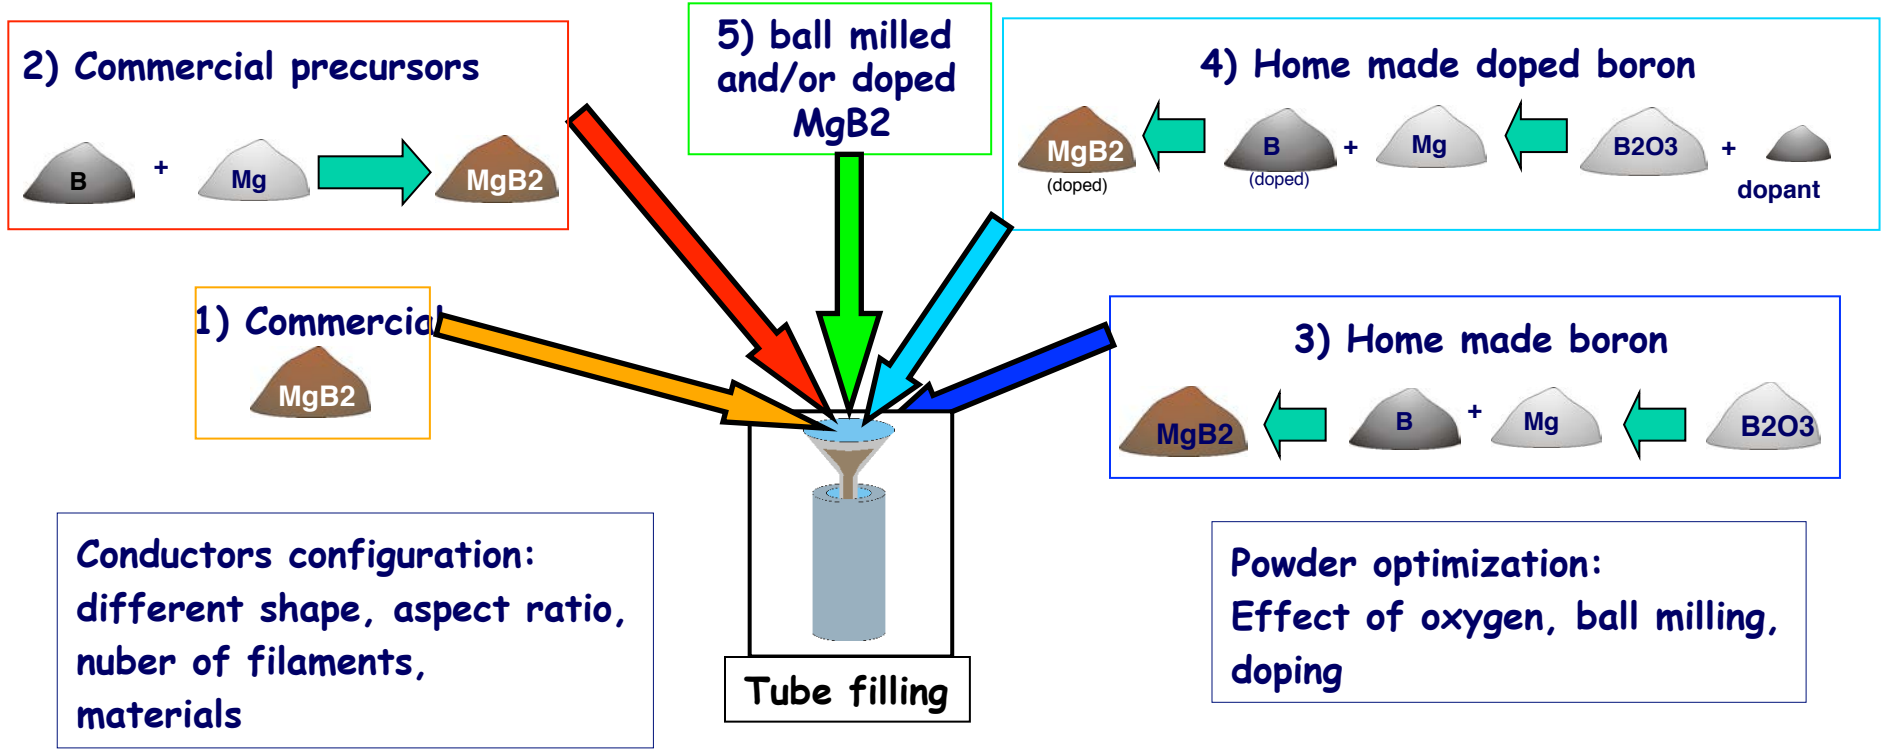 2) Commercial precursors
B + Mg MgB2
5) ball milled
and/or doped
MgB2
4) Home made doped boron
MgB2 B + Mg B2O3 +
(doped) (doped)
dopant
1) Commercial
MgB2
3) Home made boron
MgB2 B + Mg B2O3
Conductors configuration:
different shape, aspect ratio,
nuber of filaments,
materials
Tube filling
Powder optimization:
Effect of oxygen, ball milling,
doping